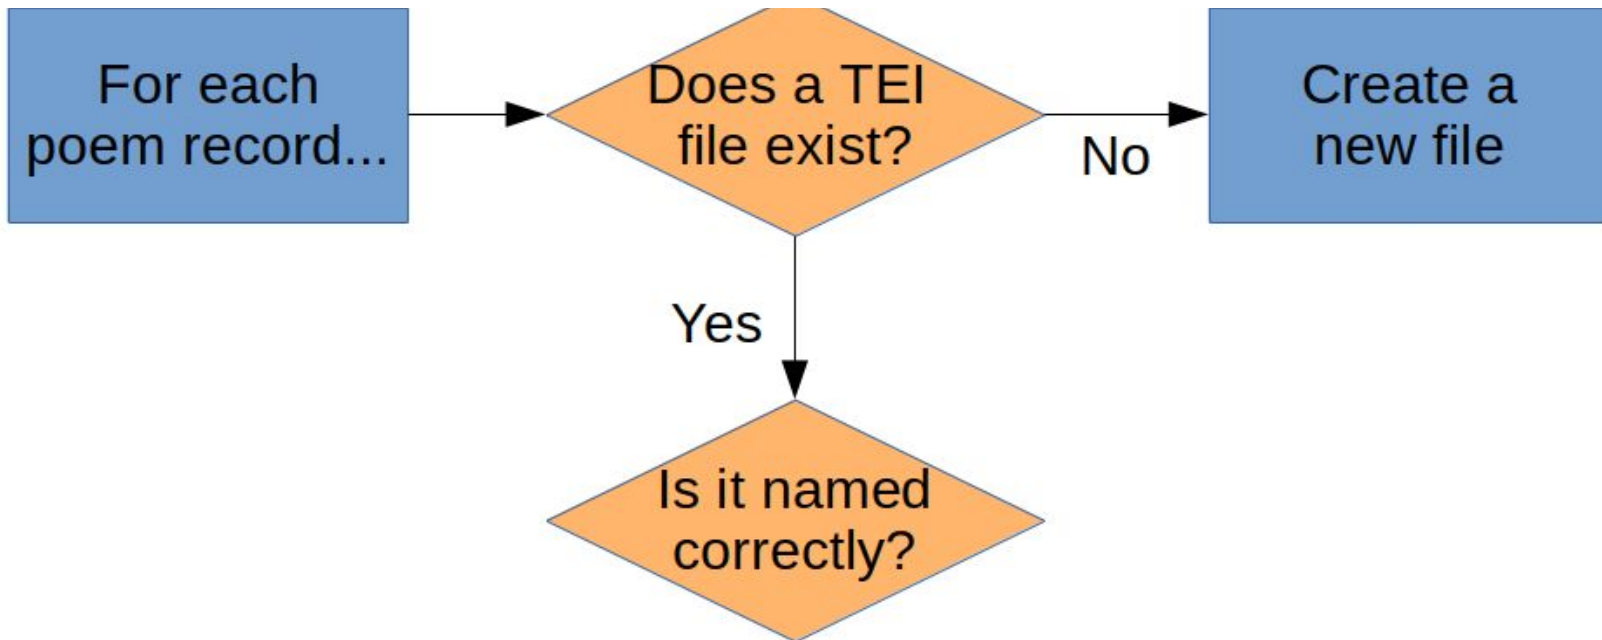 For each
poem record...
Does a TEI
file exist?
No
Create a
new file
Yes
Is it named
correctly?